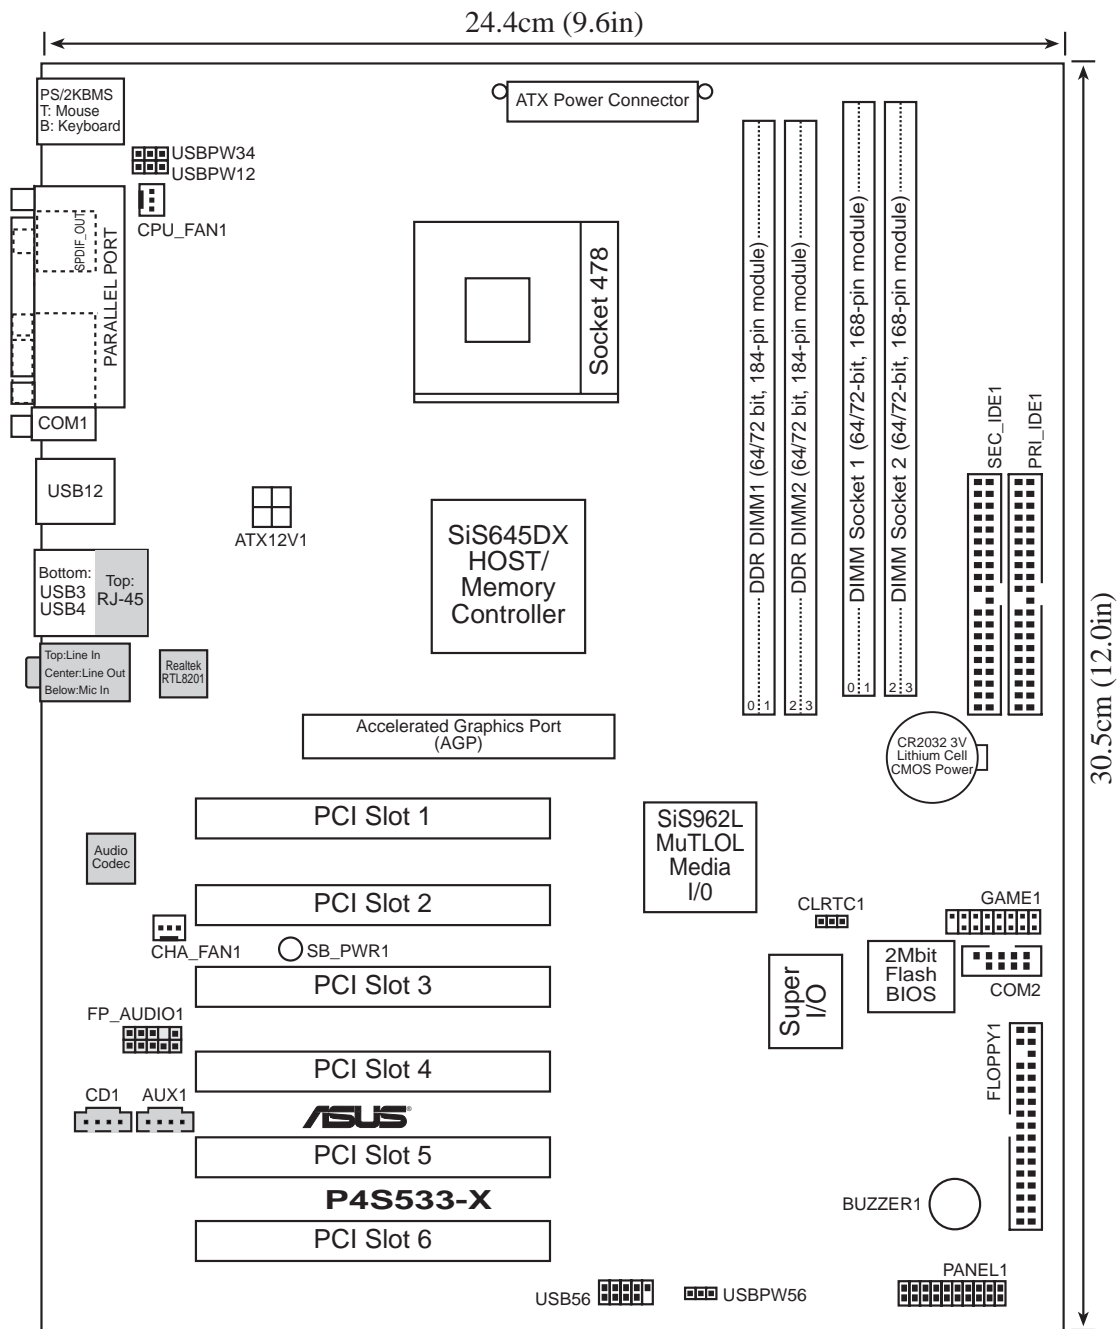 24.4cm (9.6in)
PS/2KBMS
T: Mouse
B: Keyboard
ATX Power Connector
USBPW34
USBPW12
CPU_FAN1
SPDIF_OUT
PARALLEL PORT
Socket 478
COM1
USB12
ATX12V1
SiS645DX
HOST/
Memory
Controller
DDR DIMM1 (64/72 bit, 184-pin module)
DDR DIMM2 (64/72 bit, 184-pin module)
DIMM Socket 1 (64/72-bit, 168-pin module)
DIMM Socket 2 (64/72-bit, 168-pin module)
0 1
2 3
0 1
2 3
SEC_IDE1
PRI_IDE1
30.5cm (12.0in)
Bottom:
USB3
USB4
Top:
RJ-45
Top:Line In
Center:Line Out
Below:Mic In
Realtek
RTL8201
Accelerated Graphics Port
(AGP)
CR2032 3V
Lithium Cell
CMOS Power
PCI Slot 1
SiS962L
MuTLOL
Media
I/0
Audio
Codec
PCI Slot 2
CLRTC1
GAME1
CHA_FAN1
SB_PWR1
Super
I/O
2Mbit
Flash
BIOS
COM2
PCI Slot 3
FP_AUDIO1
FLOPPY1
PCI Slot 4
CD1
AUX1
ASUS®
PCI Slot 5
P4S533-X
BUZZER1
PCI Slot 6
PANEL1
USB56
USBPW56